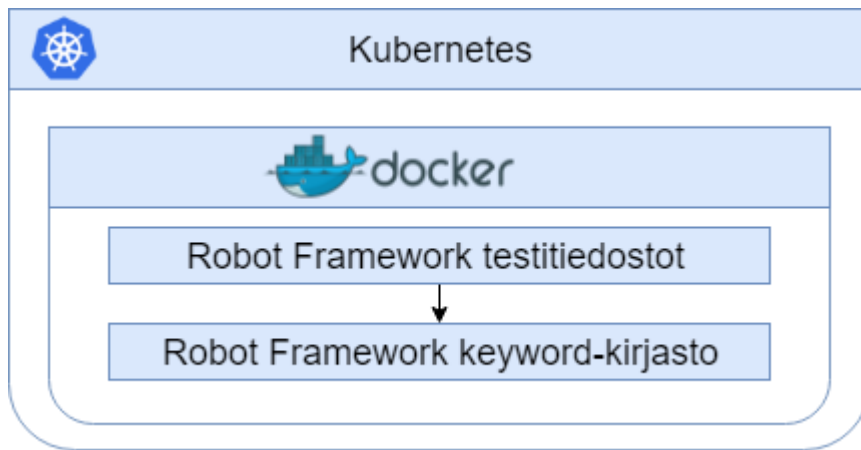 Kubernetes
docker
Robot Framework testitiedostot
Robot Framework keyword-kirjasto